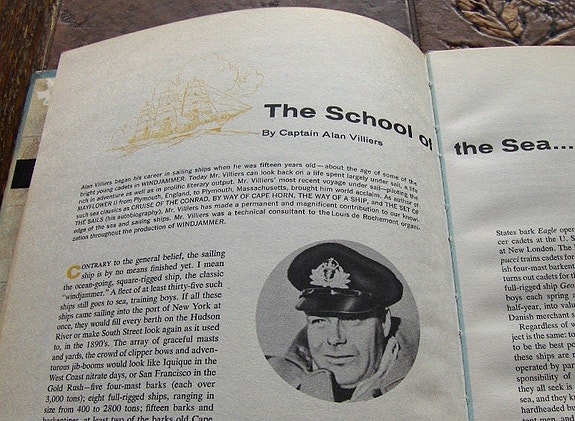 The School of the Sea...
By Captain Alan Villiers
Alan Villiers began his career in sailing ships when he was fifteen years old—about the age of some of the
bright young cadets in WINDJAMMER. Today Mr. Villiers can look back on a life spent largely under sail, a life
rich in adventure as well as in prolific literary output. Mr. Villiers' most recent voyage under sail—piloting the
MAYFLOWER II from Plymouth, England, to Plymouth, Massachusetts, brought him world acclaim. As author of
such sea classics as CRUISE OF THE CONRAD, BY WAY OF CAPE HORN, THE WAY OF A SHIP, and THE SET OF
THE SAILS (his autobiography), Mr. Villiers has made a permanent and magnificent contribution to our knowl-
edge of the sea and sailing ships. Mr. Villiers was a technical consultant to the Louis de Rochemont organi-
zation throughout the production of WINDJAMMER.
CONTRARY to the general belief, the sailing
ship is by no means finished yet. I mean
the ocean-going, square-rigged ship, the classic
"windjammer." A fleet of at least thirty-five such
ships still goes to sea, training boys. If all these
ships came sailing into the port of New York at
once, they would fill every berth on the Hudson
River or make South Street look again as it used
to, in the 1890's. The array of graceful masts
and yards, the crowd of clipper bows and adven-
turous jib-booms would look like Iquique in the
West Coast nitrate days, or San Francisco in the
Gold Rush—five four-mast barks (each over
3,000 tons); eight full-rigged ships, ranging in
size from 400 to 2800 tons; fifteen barks and
barkentines, at least two of the barks old Cape
States bark Eagle oper
cer cadets at the U. S
at New London. The
pucci trains cadets for
ish four-mast barkent
turns out cadets for th
full-rigged ship Geor
boys each spring
half-year, into valu
Danish merchant s
Regardless of w
ject is the same: to
to be the best po
these ships are r
operated by par
sponsibility of
they all seek is
sea, and they k
hardheaded bu
tent men, and